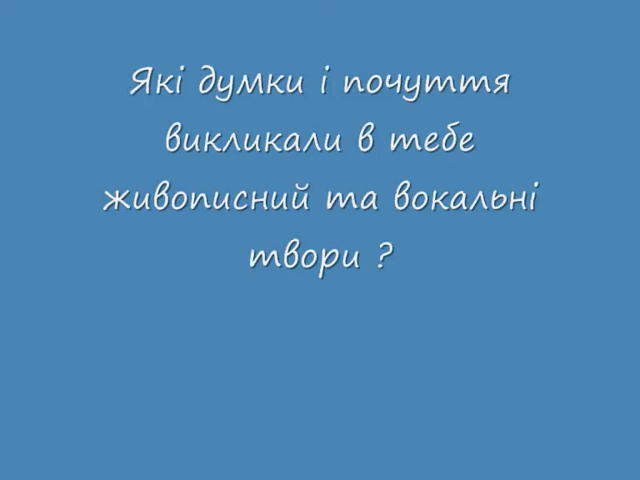 Які думки і почуття
викликали в тебе
живописний та вокальні
твори ?